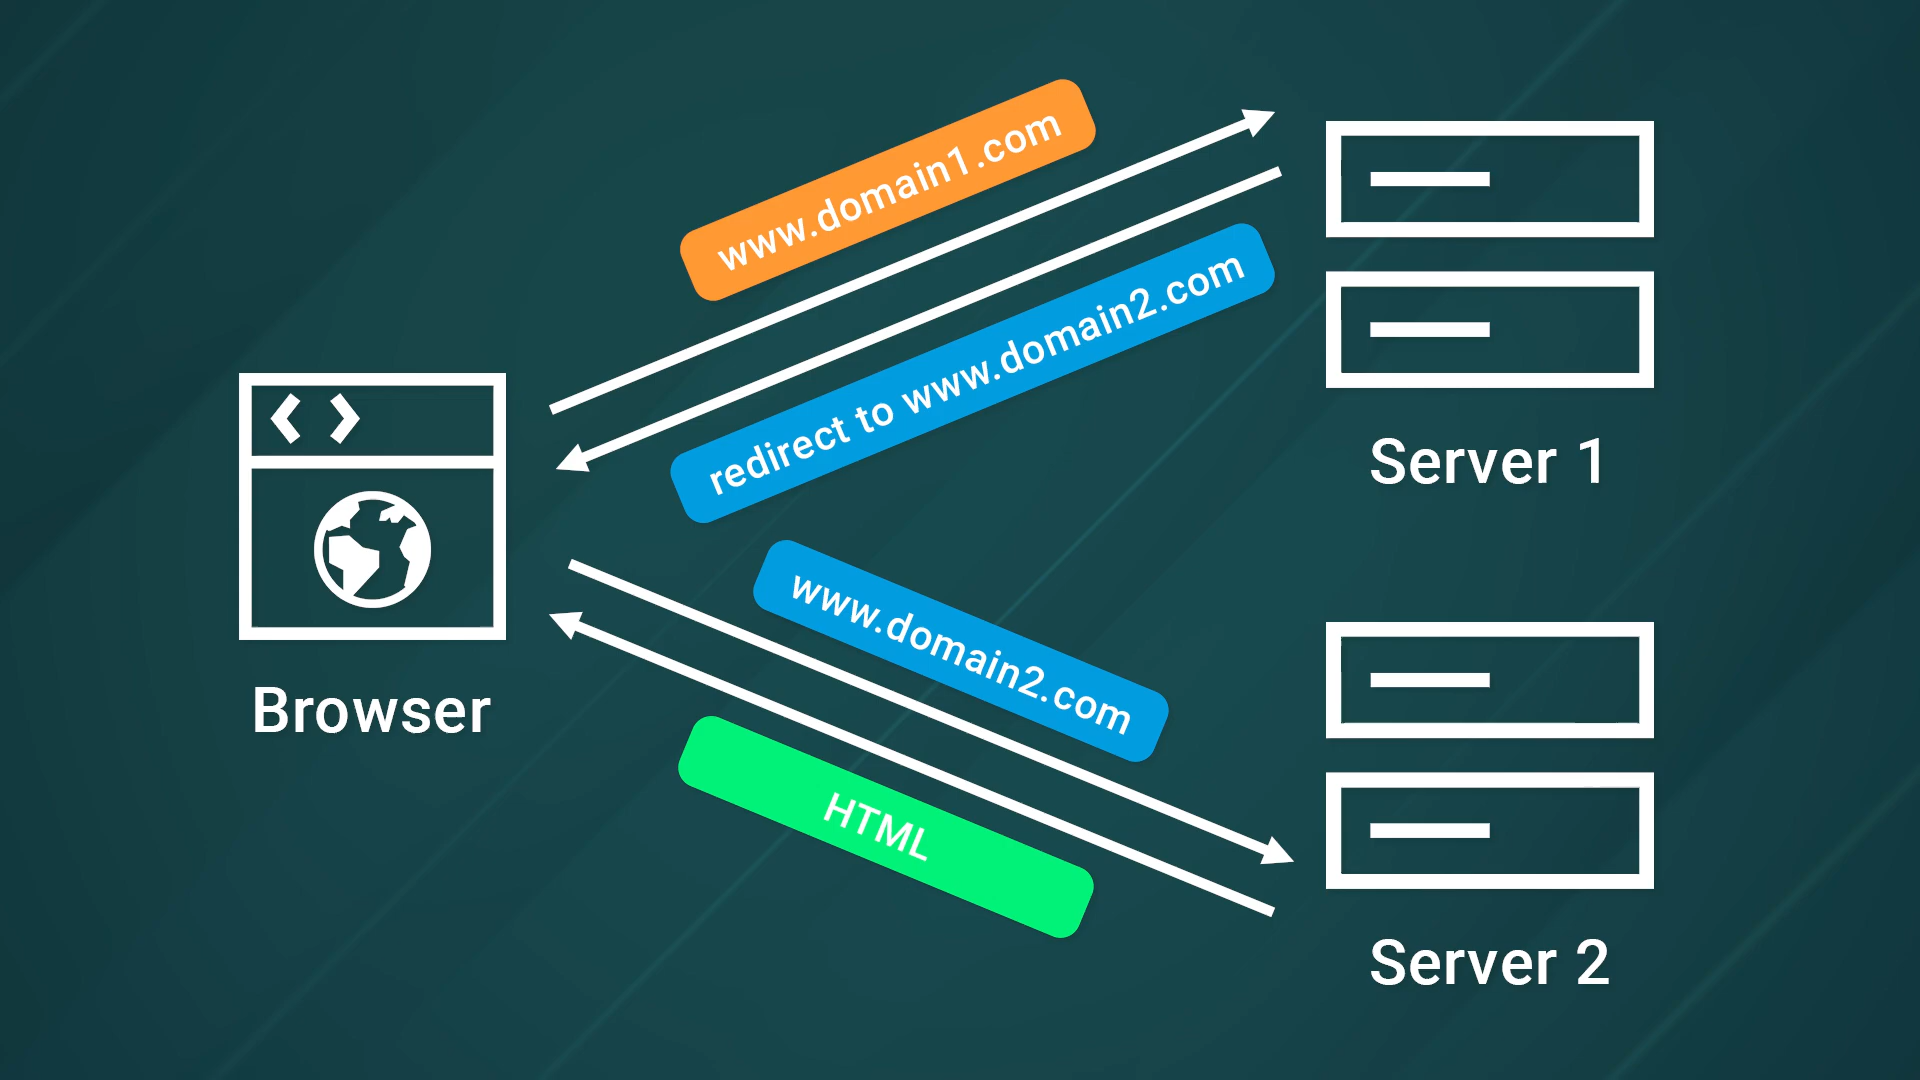 www.domain1.com
redirect to www.domain2.com
Server 1
Browser
www.domain2.com
HTML
Server 2